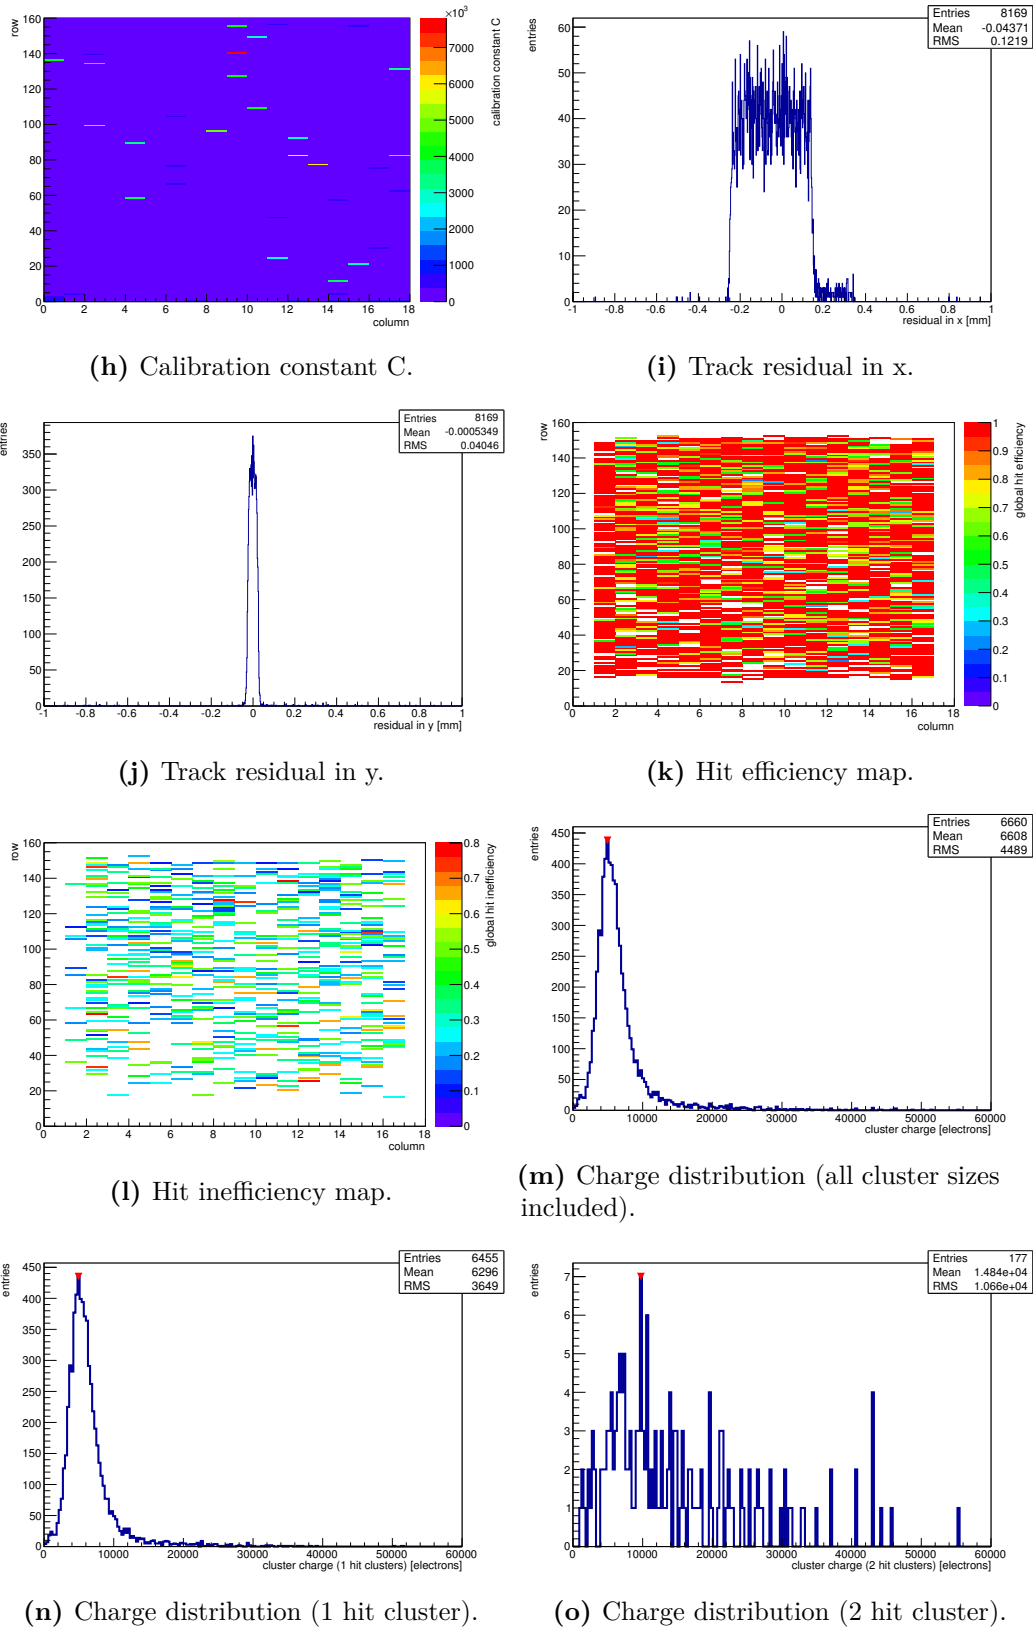 160
140
120
100
80
60
40
20
0
row
0 2 4 6 8 10 12 14 16 18
column
×10³
7000
6000
5000
4000
3000
2000
1000
0
calibration constant C
(h) Calibration constant C.
Entries 8169
Mean -0.04371
RMS 0.1219
entries
60
50
40
30
20
10
0
-1 -0.8 -0.6 -0.4 -0.2 0 0.2 0.4 0.6 0.8 1
residual in x [mm]
(i) Track residual in x.
Entries 8169
Mean -0.0005349
RMS 0.04046
entries
350
300
250
200
150
100
50
0
-1 -0.8 -0.6 -0.4 -0.2 0 0.2 0.4 0.6 0.8 1
residual in y [mm]
(j) Track residual in y.
160
140
120
100
80
60
40
20
0
row
0 2 4 6 8 10 12 14 16 18
column
1
0.9
0.8
0.7
0.6
0.5
0.4
0.3
0.2
0.1
0
global hit efficiency
(k) Hit efficiency map.
160
140
120
100
80
60
40
20
0
row
0 2 4 6 8 10 12 14 16 18
column
0.8
0.7
0.6
0.5
0.4
0.3
0.2
0.1
0
global hit inefficiency
(l) Hit inefficiency map.
Entries 6660
Mean 6608
RMS 4489
entries
450
400
350
300
250
200
150
100
50
0
0 10000 20000 30000 40000 50000 60000
cluster charge [electrons]
(m) Charge distribution (all cluster sizes
included).
Entries 6455
Mean 6296
RMS 3649
entries
450
400
350
300
250
200
150
100
50
0
0 10000 20000 30000 40000 50000 60000
cluster charge (1 hit clusters) [electrons]
(n) Charge distribution (1 hit cluster).
Entries 177
Mean 1.484e+04
RMS 1.066e+04
entries
7
6
5
4
3
2
1
0
0 10000 20000 30000 40000 50000 60000
cluster charge (2 hit clusters) [electrons]
(o) Charge distribution (2 hit cluster).